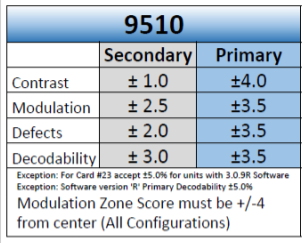 9510
Secondary Primary
Contrast ± 1.0 ±4.0
Modulation ± 2.5 ±3.5
Defects ± 2.0 ±3.5
Decodability ± 3.0 ±3.5
Exception: For Card #23 accept ±5.0% for units with 3.0.9R Software
Exception: Software version 'R' Primary Decodability ±5.0%
Modulation Zone Score must be +/-4
from center (All Configurations)